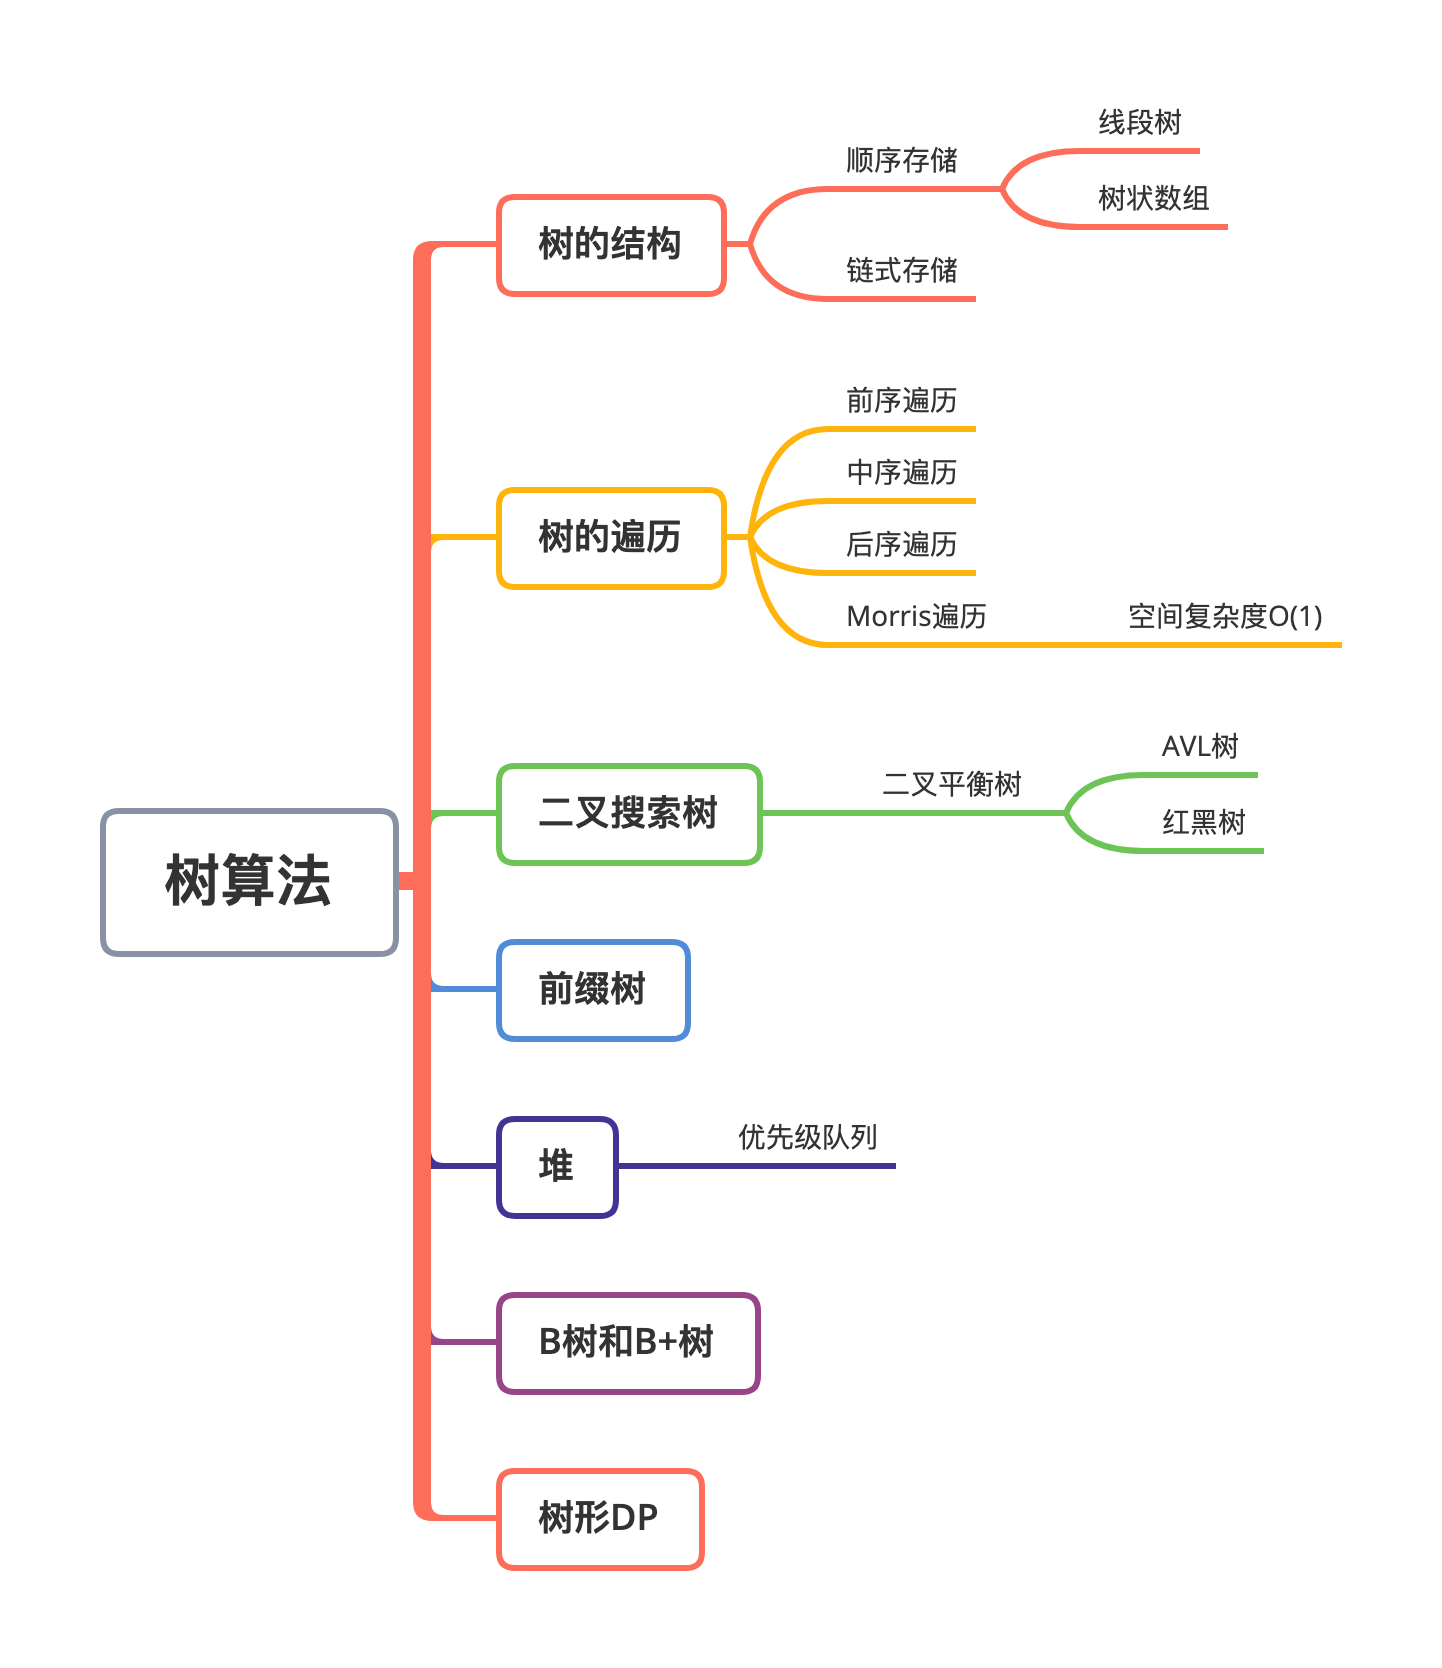 树算法
树的结构
顺序存储
线段树
树状数组
链式存储
树的遍历
前序遍历
中序遍历
后序遍历
Morris遍历
空间复杂度O(1)
二叉搜索树
二叉平衡树
AVL树
红黑树
前缀树
堆
优先级队列
B树和B+树
树形DP